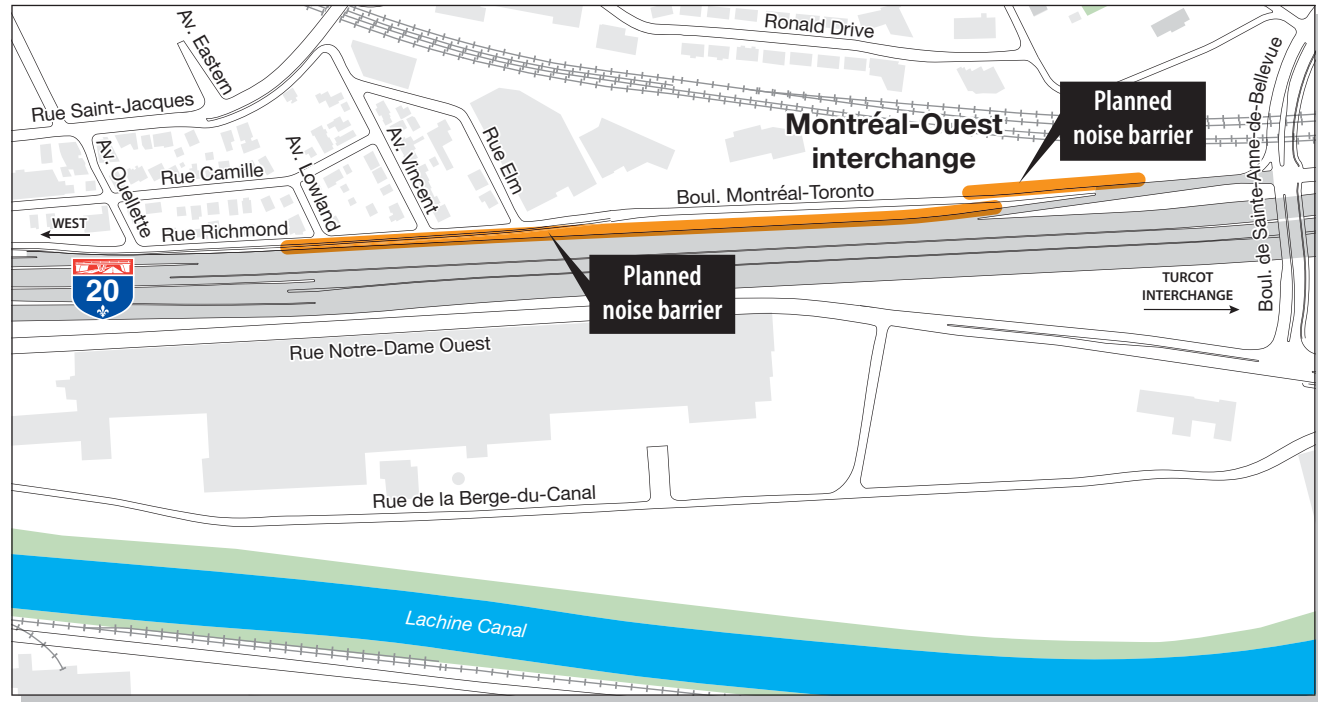 Ronald Drive
Av. Eastern
Rue Saint-Jacques
Planned
noise barrier
Montréal-Ouest
interchange
Boul. de Sainte-Anne-de-Bellevue
Av. Ouellette
Rue Camille
Av. Lowland
Av. Vincent
Rue Elm
Boul. Montréal-Toronto
WEST
Rue Richmond
20
Planned
noise barrier
TURCOT
INTERCHANGE
Rue Notre-Dame Ouest
Rue de la Berge-du-Canal
Lachine Canal